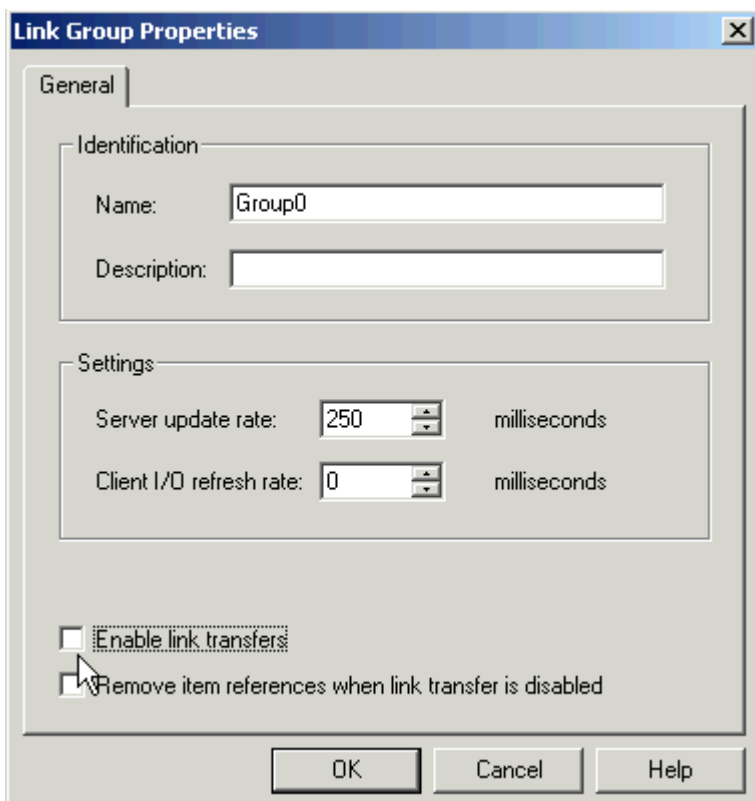 Link Group Properties
General
Identification
Name: Group0
Description:
Settings
Server update rate: 250 milliseconds
Client I/O refresh rate: 0 milliseconds
Enable link transfers
Remove item references when link transfer is disabled
OK Cancel Help